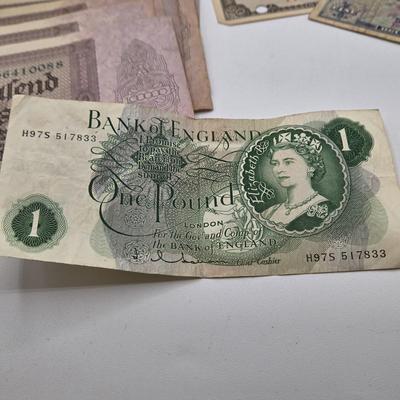 6410088
send
BANK of ENGLAND
1
H97S 517833
I Promise
to pay the
Bearer on
Demand the
Sum of
One Pound
Elizabeth R
LONDON
For the Gov.r and Comp.a of
the BANK of ENGLAND
1
H97S 517833
Chief Cashier